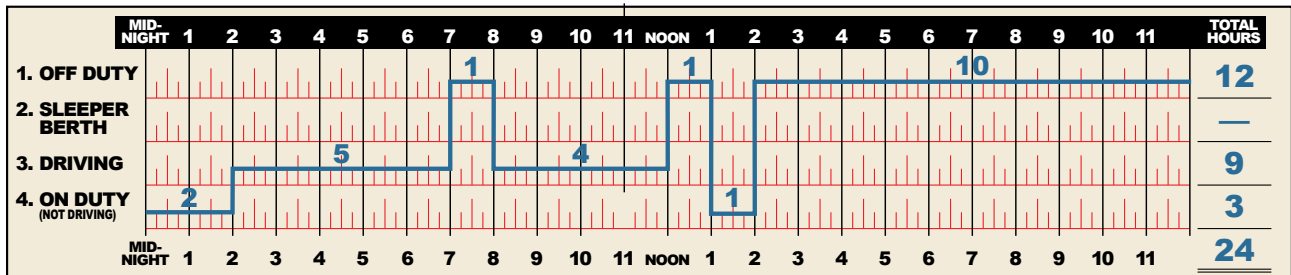 MID-NIGHT 1 2 3 4 5 6 7 8 9 10 11 NOON 1 2 3 4 5 6 7 8 9 10 11 TOTAL HOURS
1. OFF DUTY 1 1 10 12
2. SLEEPER BERTH —
3. DRIVING 5 4 9
4. ON DUTY 2 1 3
(NOT DRIVING)
MID-NIGHT 1 2 3 4 5 6 7 8 9 10 11 NOON 1 2 3 4 5 6 7 8 9 10 11 24